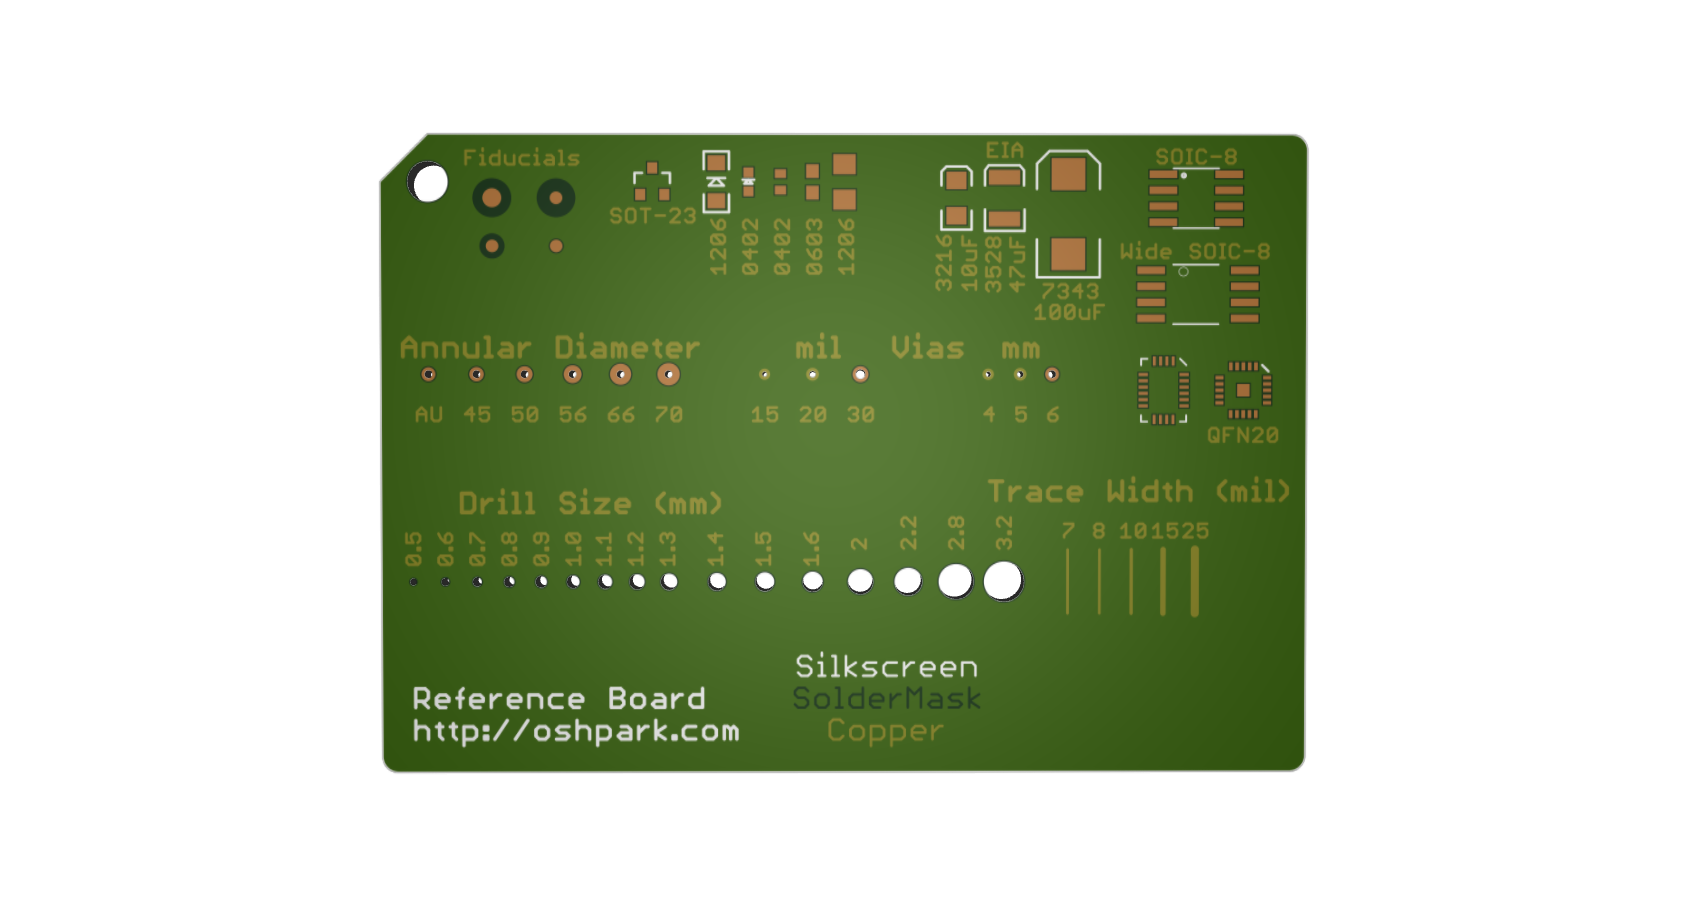 Fiducials
EIA
SOIC-8
SOT-23
1206
0402
0402
0603
1206
3216
10uF
3528
47uF
7343
100uF
Wide SOIC-8
Annular Diameter
mil Vias mm
AU 45 50 56 66 70
15 20 30
4 5 6
QFN20
Drill Size (mm)
Trace Width (mil)
0.5
0.6
0.7
0.8
0.9
1.0
1.1
1.2
1.3
1.4
1.5
1.6
2
2.2
2.8
3.2
7 8 10 15 25
Silkscreen
SolderMask
Copper
Reference Board
http://oshpark.com